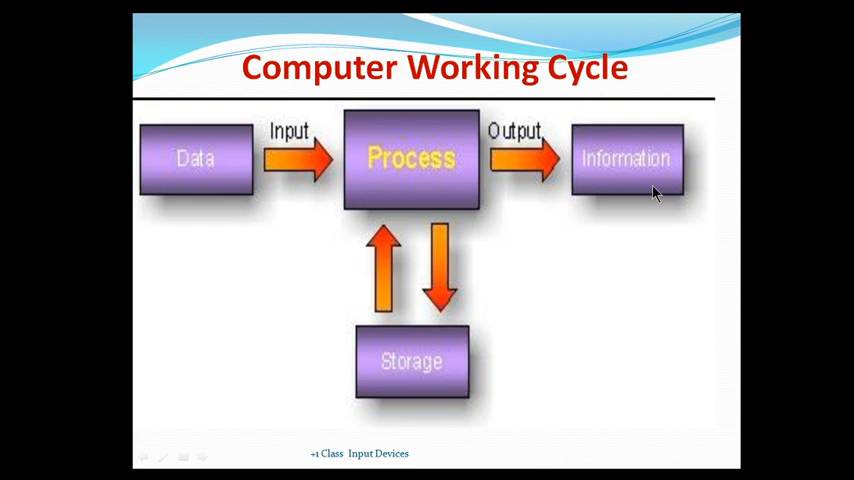 Computer Working Cycle
Input
Output
Data
Process
Information
Storage
+1 Class Input Devices